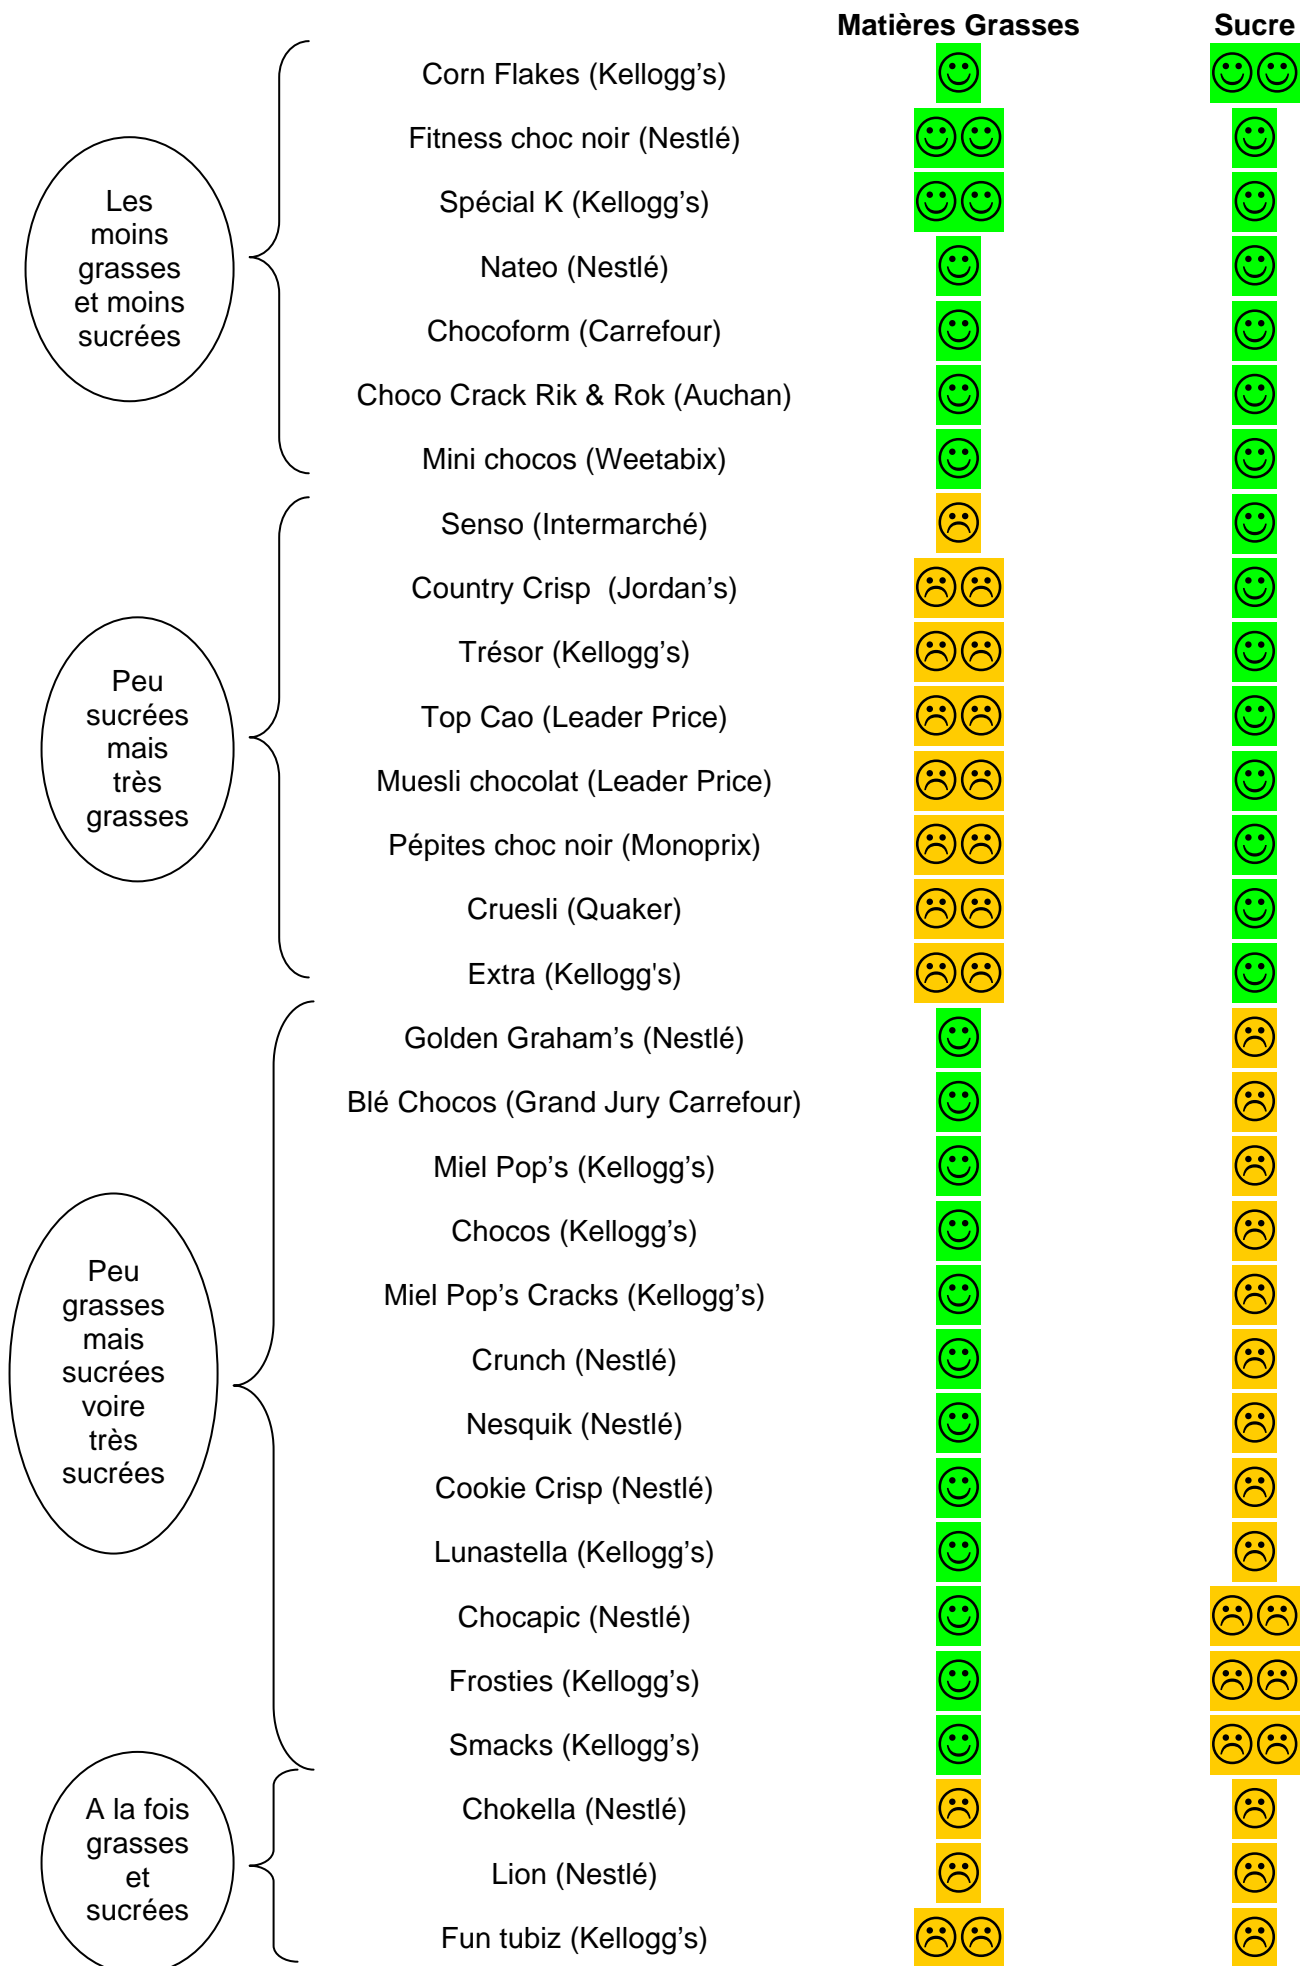 Matières Grasses Sucre
Corn Flakes (Kellogg’s)
Fitness choc noir (Nestlé)
Spécial K (Kellogg’s)
Nateo (Nestlé)
Chocoform (Carrefour)
Choco Crack Rik & Rok (Auchan)
Mini chocos (Weetabix)
Les
moins
grasses
et moins
sucrées
Senso (Intermarché)
Country Crisp (Jordan’s)
Trésor (Kellogg’s)
Top Cao (Leader Price)
Muesli chocolat (Leader Price)
Pépites choc noir (Monoprix)
Cruesli (Quaker)
Extra (Kellogg's)
Peu
sucrées
mais
très
grasses
Golden Graham’s (Nestlé)
Blé Chocos (Grand Jury Carrefour)
Miel Pop’s (Kellogg’s)
Chocos (Kellogg’s)
Miel Pop’s Cracks (Kellogg’s)
Crunch (Nestlé)
Nesquik (Nestlé)
Cookie Crisp (Nestlé)
Lunastella (Kellogg’s)
Chocapic (Nestlé)
Frosties (Kellogg’s)
Smacks (Kellogg’s)
Peu
grasses
mais
sucrées
voire
très
sucrées
Chokella (Nestlé)
Lion (Nestlé)
Fun tubiz (Kellogg’s)
A la fois
grasses
et
sucrées